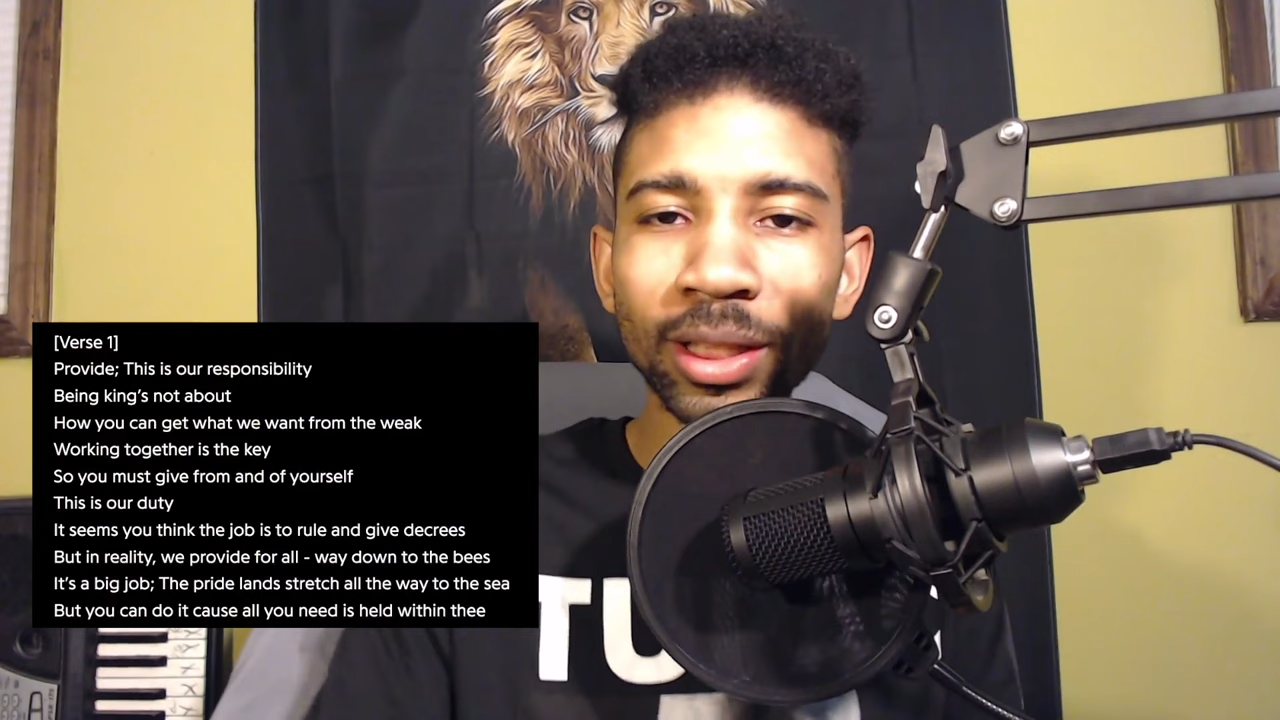 [Verse 1]
Provide; This is our responsibility
Being king's not about
How you can get what we want from the weak
Working together is the key
So you must give from and of yourself
This is our duty
It seems you think the job is to rule and give decrees
But in reality, we provide for all - way down to the bees
It's a big job; The pride lands stretch all the way to the sea
But you can do it cause all you need is held within thee
TU